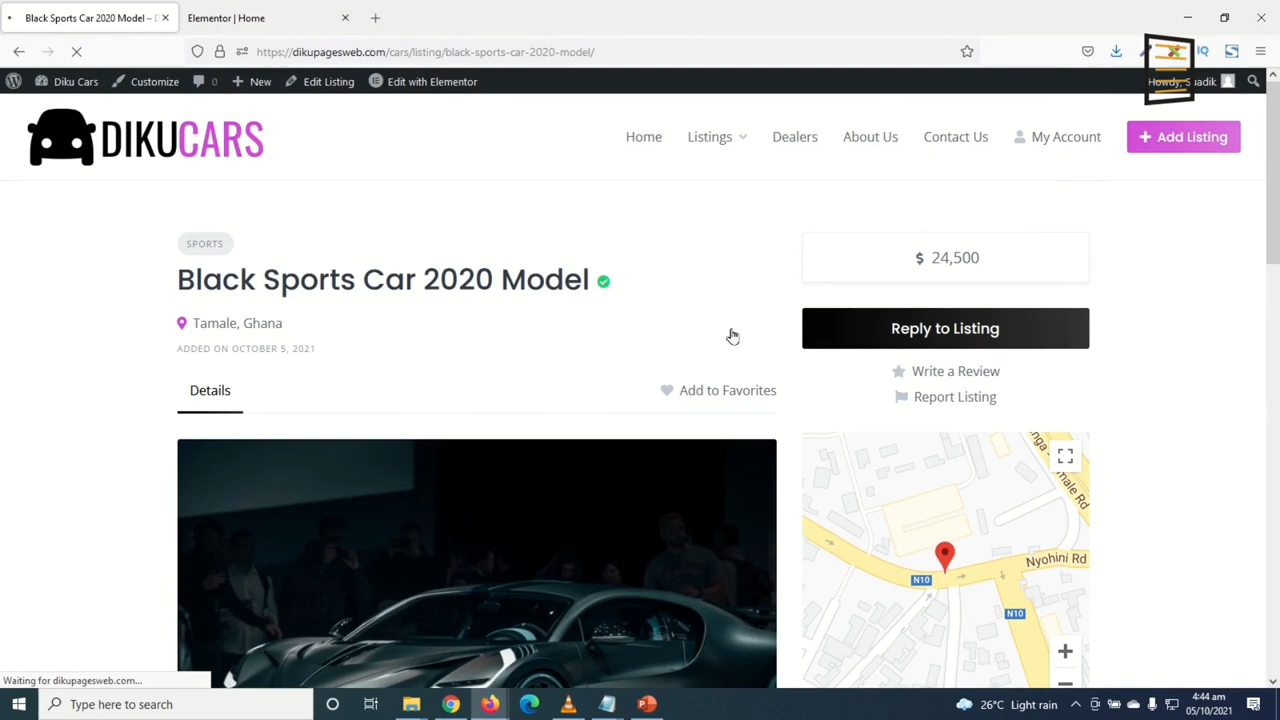 Black Sports Car 2020 Model – D
Elementor | Home
https://dikupagesweb.com/cars/listing/black-sports-car-2020-model/
IQ
Diku Cars
Customize
0
New
Edit Listing
Edit with Elementor
Howdy, Suadik
DIKUCARS
Home
Listings
Dealers
About Us
Contact Us
My Account
+ Add Listing
SPORTS
Black Sports Car 2020 Model
Tamale, Ghana
ADDED ON OCTOBER 5, 2021
$ 24,500
Reply to Listing
Write a Review
Report Listing
Details
Add to Favorites
Nyohini Rd
N10
N10
Waiting for dikupagesweb.com...
Type here to search
26°C Light rain
4:44 am
05/10/2021